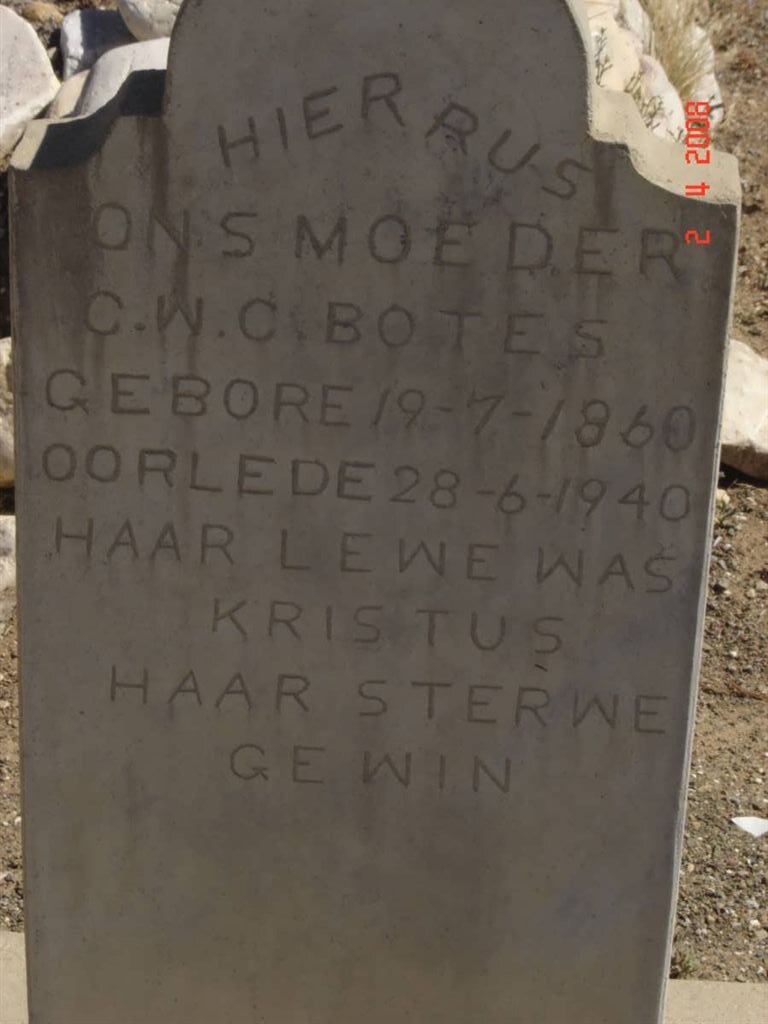 HIER RUS
ONS MOEDER
C.W.C. BOTES
GEBORE 19-7-1860
OORLEDE 28-6-1940
HAAR LEWE WAS
KRISTUS
HAAR STERWE
GEWIN
2 4 2008